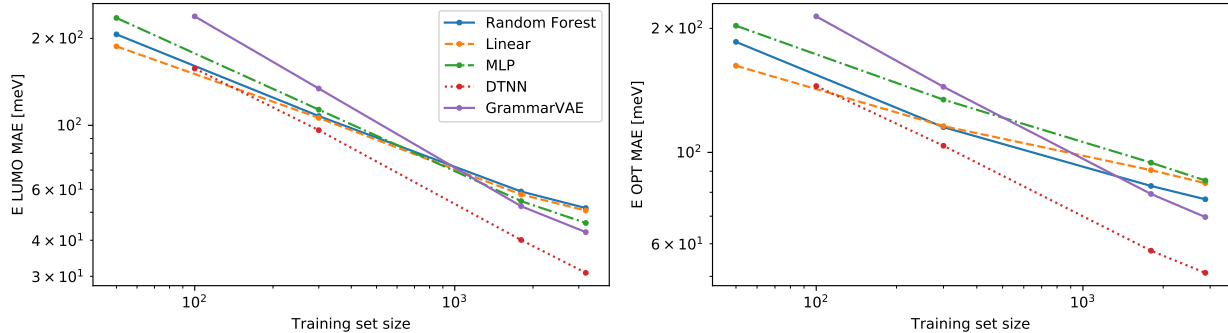 E LUMO MAE [meV]
2 × 10²
10²
6 × 10¹
4 × 10¹
3 × 10¹
10²
10³
Training set size
Random Forest
Linear
MLP
DTNN
GrammarVAE
E OPT MAE [meV]
2 × 10²
10²
6 × 10¹
10²
10³
Training set size